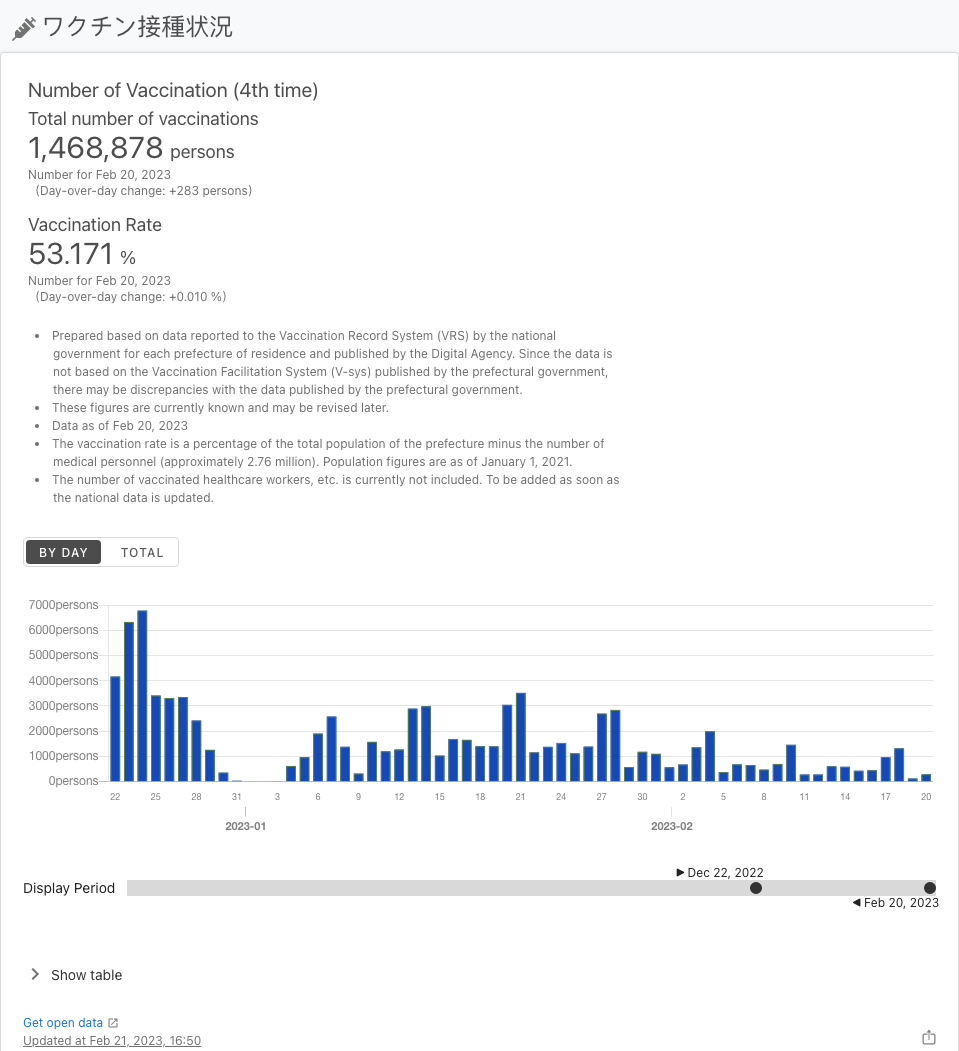 ワクチン接種状況
Number of Vaccination (4th time)
Total number of vaccinations
1,468,878 persons
Number for Feb 20, 2023
(Day-over-day change: +283 persons)
Vaccination Rate
53.171 %
Number for Feb 20, 2023
(Day-over-day change: +0.010 %)
• Prepared based on data reported to the Vaccination Record System (VRS) by the national
government for each prefecture of residence and published by the Digital Agency. Since the data is
not based on the Vaccination Facilitation System (V-sys) published by the prefectural government,
there may be discrepancies with the data published by the prefectural government.
• These figures are currently known and may be revised later.
• Data as of Feb 20, 2023
• The vaccination rate is a percentage of the total population of the prefecture minus the number of
medical personnel (approximately 2.76 million). Population figures are as of January 1, 2021.
• The number of vaccinated healthcare workers, etc. is currently not included. To be added as soon as
the national data is updated.
BY DAY TOTAL
7000persons
6000persons
5000persons
4000persons
3000persons
2000persons
1000persons
0persons
22 25 28 31 3 6 9 12 15 18 21 24 27 30 2 5 8 11 14 17 20
2023-01 2023-02
Dec 22, 2022
Display Period
Feb 20, 2023
Show table
Get open data
Updated at Feb 21, 2023, 16:50